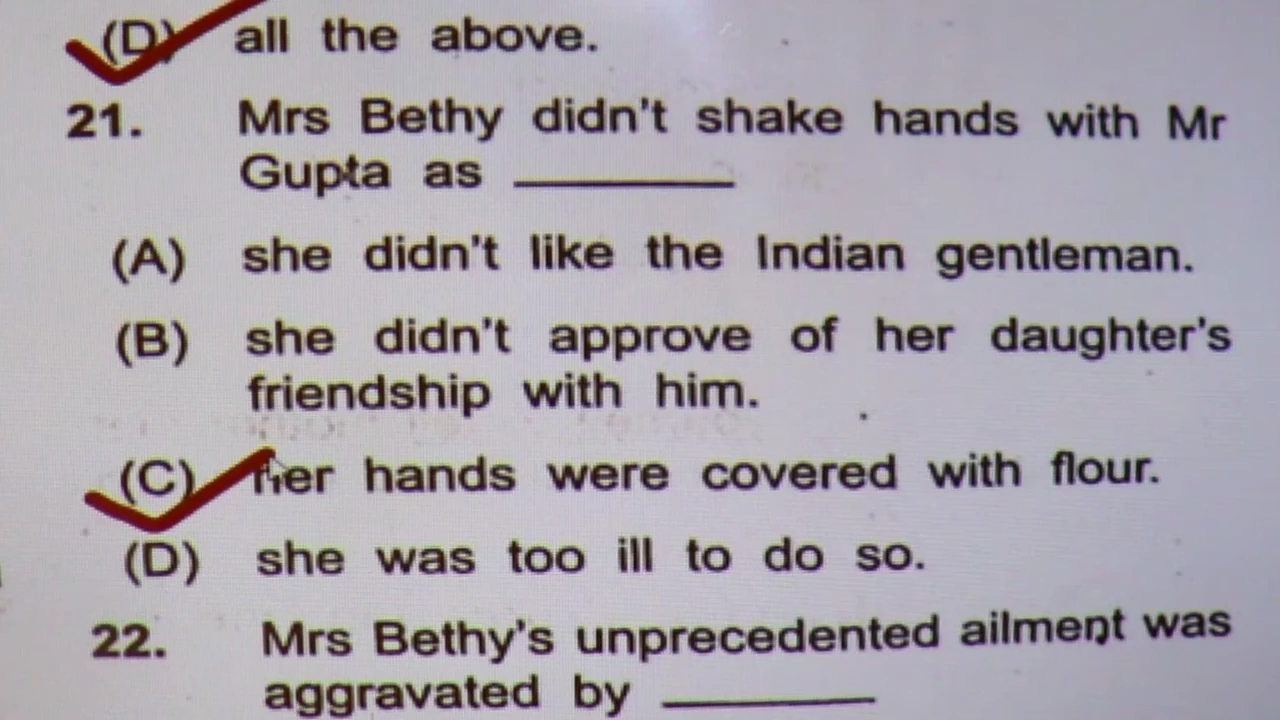 (D) all the above.
21. Mrs Bethy didn't shake hands with Mr
Gupta as __________
(A) she didn't like the Indian gentleman.
(B) she didn't approve of her daughter's
friendship with him.
(C) her hands were covered with flour.
(D) she was too ill to do so.
22. Mrs Bethy's unprecedented ailment was
aggravated by __________